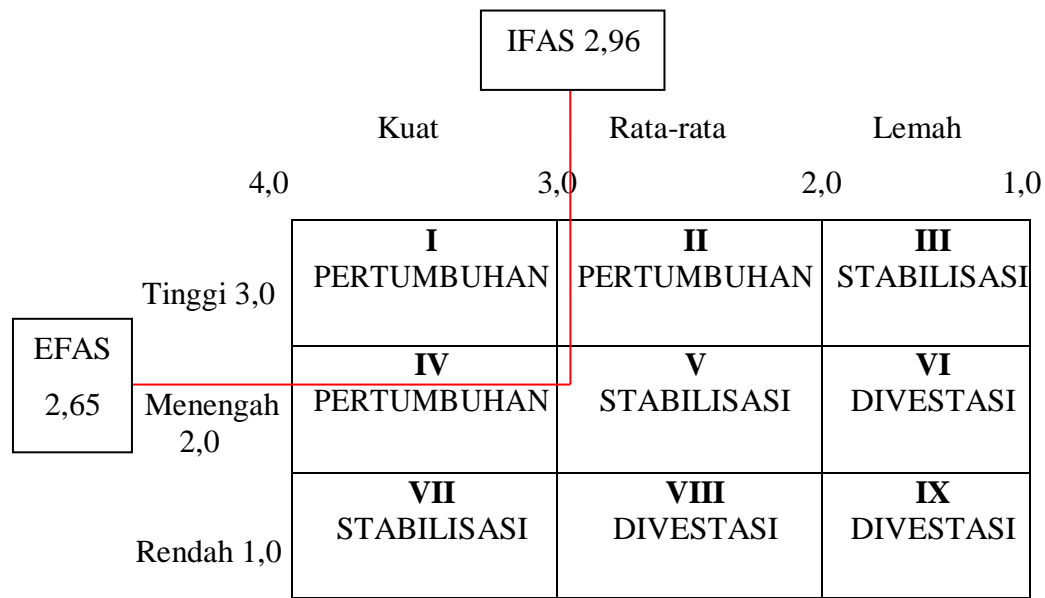 IFAS 2,96
Kuat Rata-rata Lemah
4,0 3,0 2,0 1,0
I II III
PERTUMBUHAN PERTUMBUHAN STABILISASI
Tinggi 3,0
EFAS
2,65
IV V VI
PERTUMBUHAN STABILISASI DIVESTASI
Menengah
2,0
VII VIII IX
STABILISASI DIVESTASI DIVESTASI
Rendah 1,0